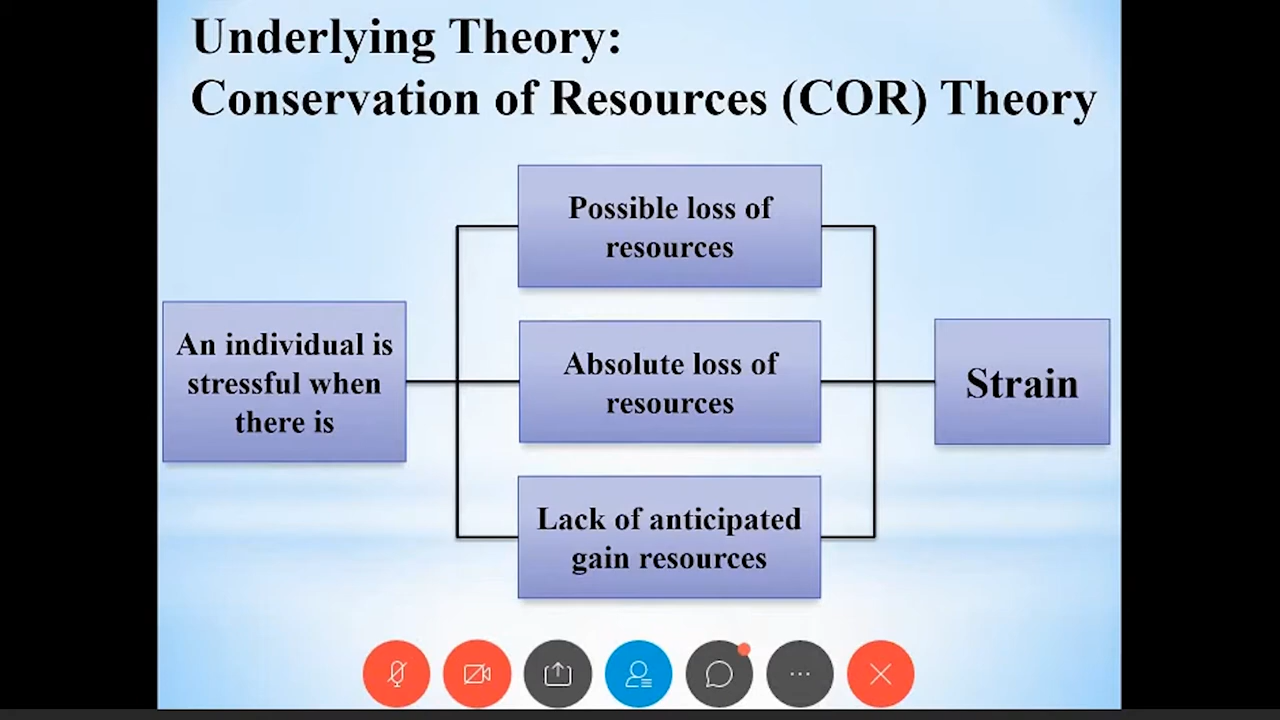 Underlying Theory:
Conservation of Resources (COR) Theory
An individual is
stressful when
there is
Possible loss of
resources
Absolute loss of
resources
Lack of anticipated
gain resources
Strain